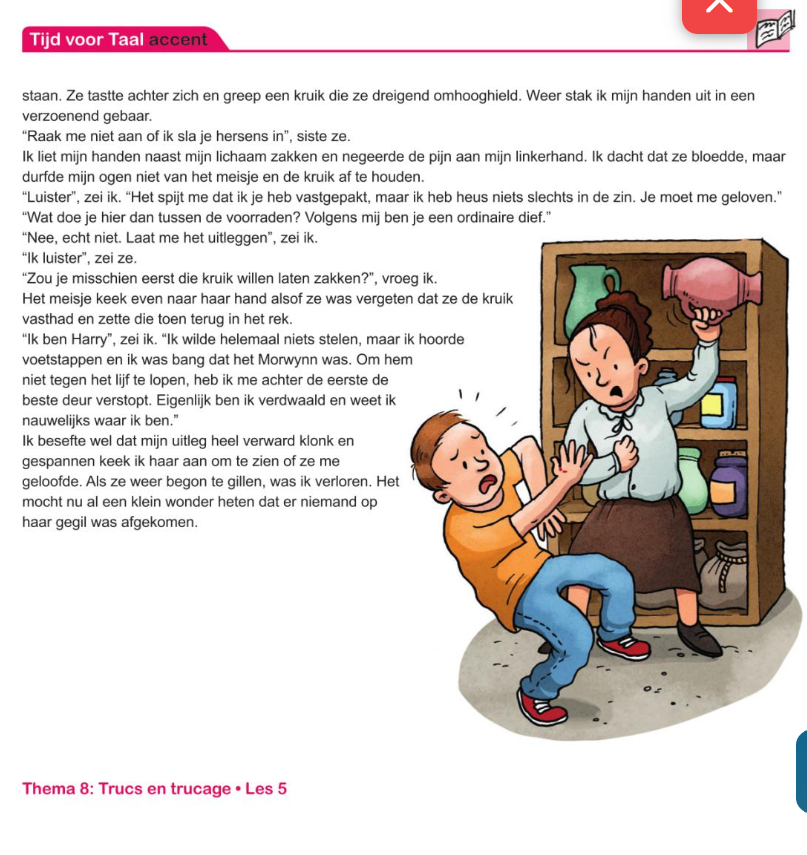 Tijd voor Taal accent
staan. Ze tastte achter zich en greep een kruik die ze dreigend omhooghield. Weer stak ik mijn handen uit in een
verzoenend gebaar.
“Raak me niet aan of ik sla je hersens in”, siste ze.
Ik liet mijn handen naast mijn lichaam zakken en negeerde de pijn aan mijn linkerhand. Ik dacht dat ze bloedde, maar
durfde mijn ogen niet van het meisje en de kruik af te houden.
“Luister”, zei ik. “Het spijt me dat ik je heb vastgepakt, maar ik heb heus niets slechts in de zin. Je moet me geloven.”
“Wat doe je hier dan tussen de voorraden? Volgens mij ben je een ordinaire dief.”
“Nee, echt niet. Laat me het uitleggen”, zei ik.
“Ik luister”, zei ze.
“Zou je misschien eerst die kruik willen laten zakken?”, vroeg ik.
Het meisje keek even naar haar hand alsof ze was vergeten dat ze de kruik
vasthad en zette die toen terug in het rek.
“Ik ben Harry”, zei ik. “Ik wilde helemaal niets stelen, maar ik hoorde
voetstappen en ik was bang dat het Morwynn was. Om hem
niet tegen het lijf te lopen, heb ik me achter de eerste de
beste deur verstopt. Eigenlijk ben ik verdwaald en weet ik
nauwelijks waar ik ben.”
Ik besefte wel dat mijn uitleg heel verward klonk en
gespannen keek ik haar aan om te zien of ze me
geloofde. Als ze weer begon te gillen, was ik verloren. Het
mocht nu al een klein wonder heten dat er niemand op
haar gegil was afgekomen.
Thema 8: Trucs en trucage • Les 5